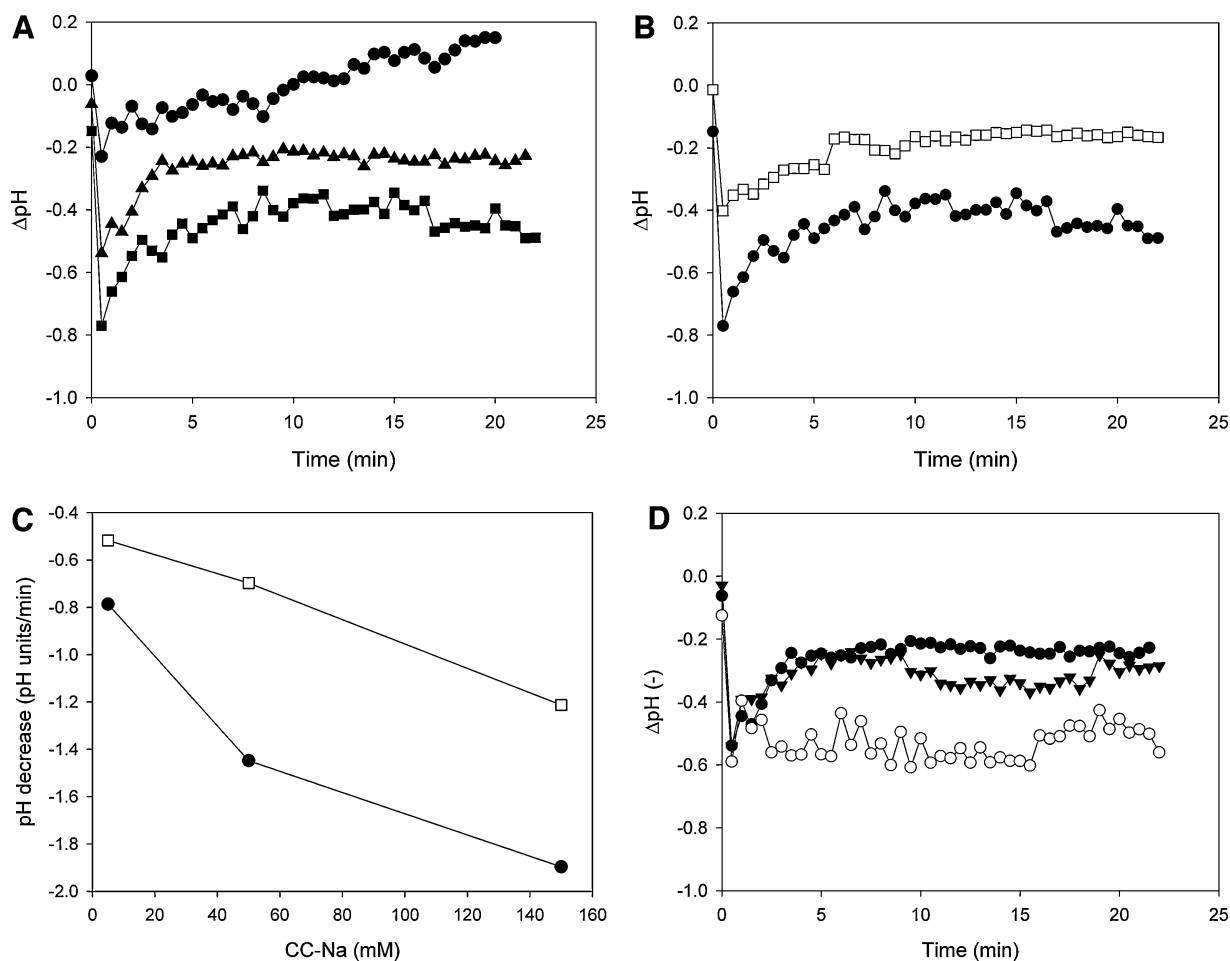 A
0.2
0.0
-0.2
-0.4
-0.6
-0.8
-1.0
ΔpH
0 5 10 15 20 25
Time (min)
B
0.2
0.0
-0.2
-0.4
-0.6
-0.8
-1.0
ΔpH
0 5 10 15 20 25
Time (min)
C
-0.4
-0.6
-0.8
-1.0
-1.2
-1.4
-1.6
-1.8
-2.0
pH decrease (pH units/min)
0 20 40 60 80 100 120 140 160
CC-Na (mM)
D
0.2
0.0
-0.2
-0.4
-0.6
-0.8
-1.0
ΔpH (-)
0 5 10 15 20 25
Time (min)